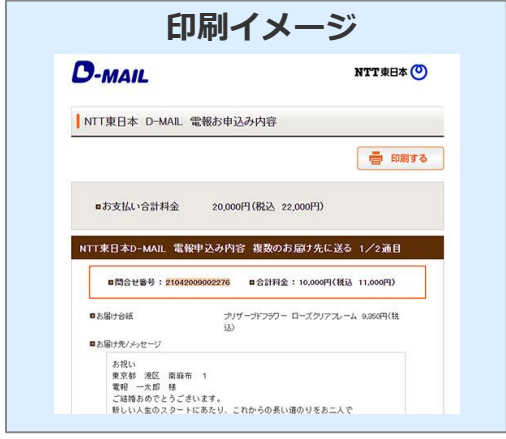 印刷イメージ
D-MAIL
NTT東日本
NTT東日本 D-MAIL 電報お申込み内容
印刷する
お支払い合計料金 20,000円(税込 22,000円)
NTT東日本D-MAIL 電報申込み内容 複数のお届け先に送る 1/2通目
問合せ番号：21042009002276 合計料金：10,000円(税込 11,000円)
お届け台紙 プリザーブドフラワー ローズクリアフレーム 9,350円(税
込)
お届け先/メッセージ
お祝い
東京都 港区 南麻布 1
電報 一太郎 様
ご結婚おめでとうございます。
新しい人生のスタートにあたり、これからの長い道のりをお二人で